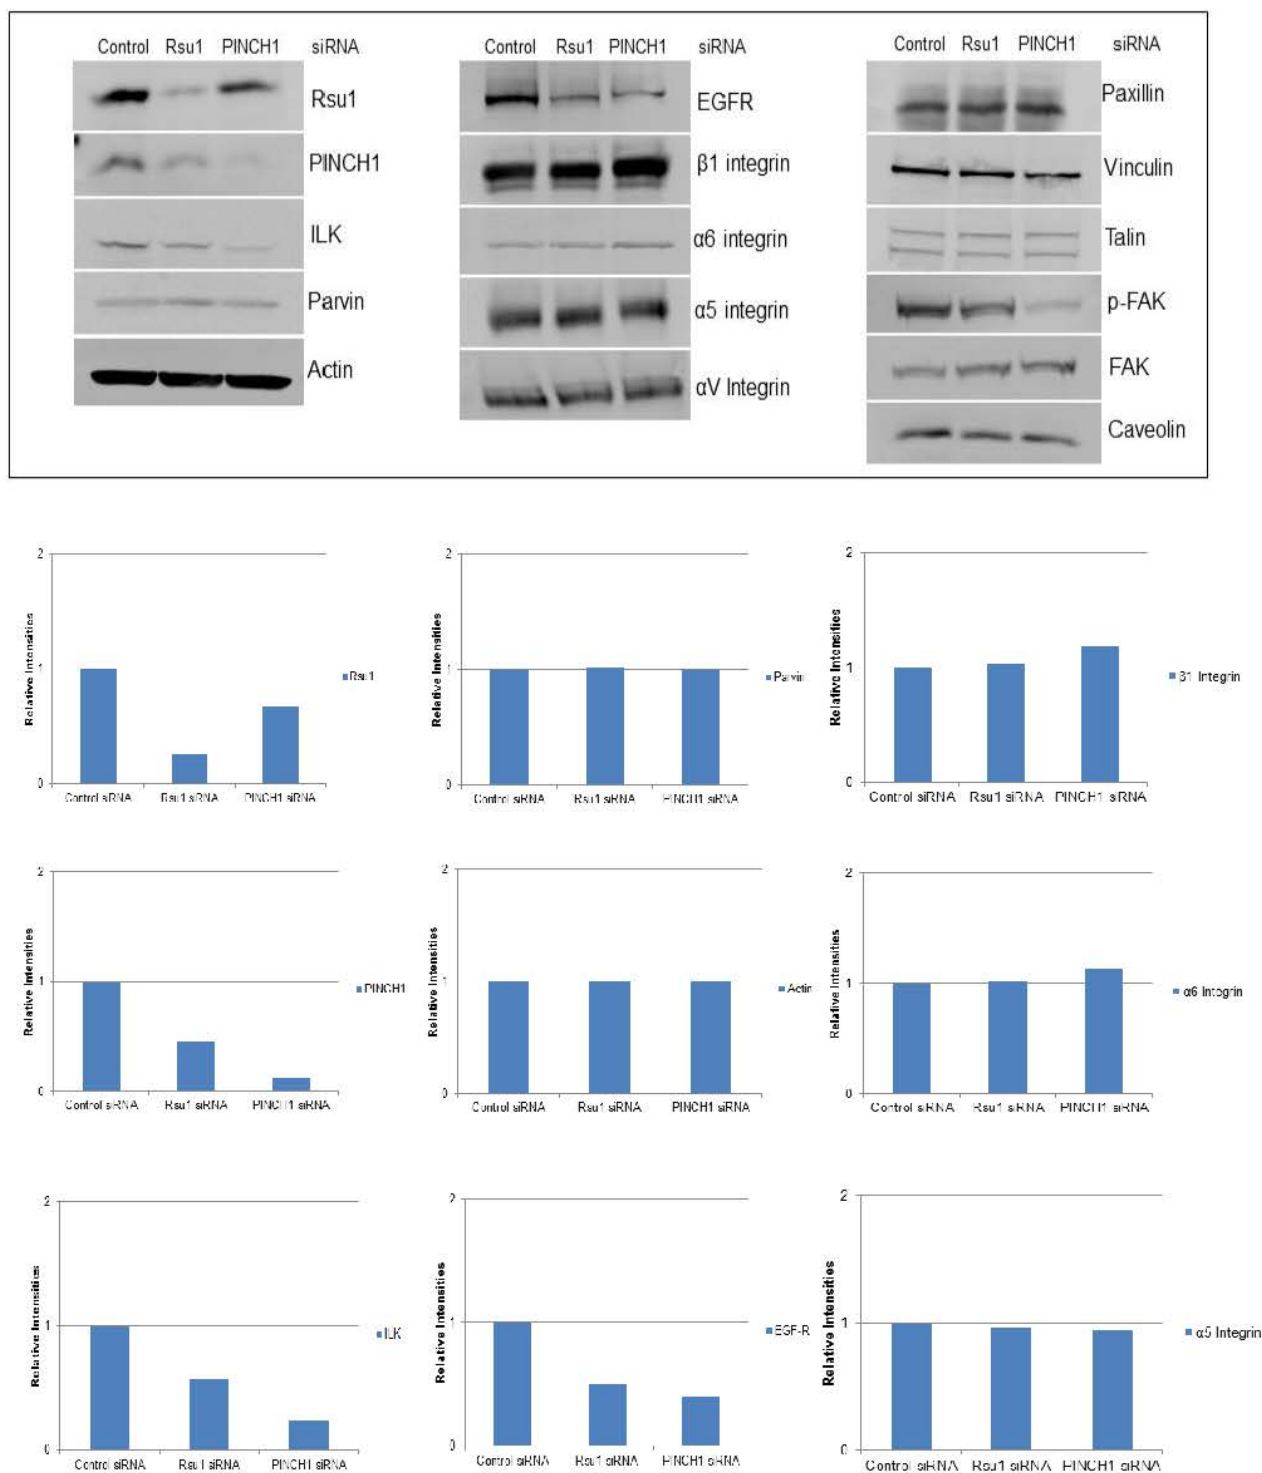 Control Rsu1 PINCH1 siRNA
Rsu1
PINCH1
ILK
Parvin
Actin
Control Rsu1 PINCH1 siRNA
EGFR
β1 integrin
α6 integrin
α5 integrin
αV Integrin
Control Rsu1 PINCH1 siRNA
Paxillin
Vinculin
Talin
p-FAK
FAK
Caveolin
Relative Intensities
2
1
0
Control siRNA Rsu1 siRNA PINCH1 siRNA
Rsu1
Relative Intensities
2
1
0
Control siRNA Rsu1 siRNA PINCH1 siRNA
Parvin
Relative Intensities
2
1
0
Control siRNA Rsu1 siRNA PINCH1 siRNA
β1 Integrin
Relative Intensities
2
1
0
Control siRNA Rsu1 siRNA PINCH1 siRNA
PINCH1
Relative Intensities
2
1
0
Control siRNA Rsu1 siRNA PINCH1 siRNA
Actin
Relative Intensities
2
1
0
Control siRNA Rsu1 siRNA PINCH1 siRNA
α6 Integrin
Relative Intensities
2
1
0
Control siRNA Rsu1 siRNA PINCH1 siRNA
ILK
Relative Intensities
2
1
0
Control siRNA Rsu1 siRNA PINCH1 siRNA
EGF-R
Relative Intensities
2
1
0
Control siRNA Rsu1 siRNA PINCH1 siRNA
α5 Integrin